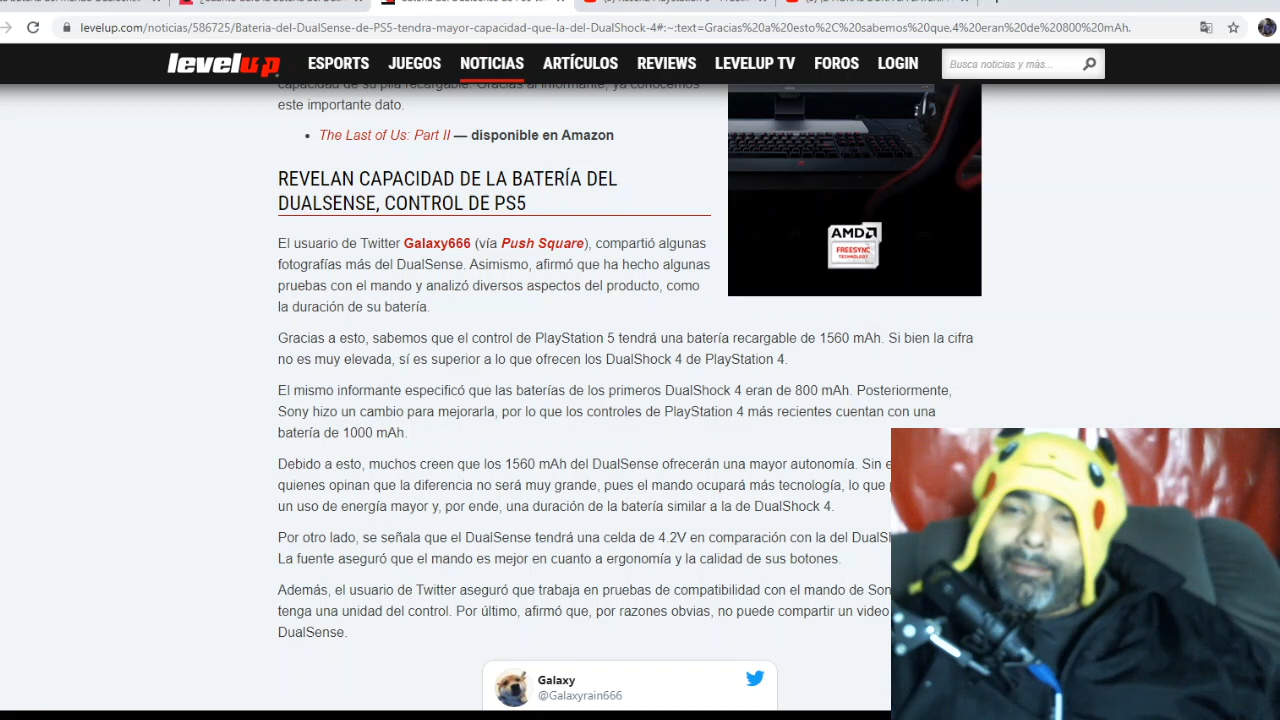 levelup.com/noticias/586725/Bateria-del-DualSense-de-PS5-tendra-mayor-capacidad-que-la-del-DualShock-4#:~:text=Gracias%20a%20esto%2C%20sabemos%20que,4%20eran%20de%20800%20mAh.
levelup ESPORTS JUEGOS NOTICIAS ARTÍCULOS REVIEWS LEVELUP TV FOROS LOGIN Busca noticias y más...
capacidad de su pila recargable. Gracias al informante, ya conocemos
este importante dato.
• The Last of Us: Part II — disponible en Amazon
REVELAN CAPACIDAD DE LA BATERÍA DEL
DUALSENSE, CONTROL DE PS5
AMD
FREESYNC
TECHNOLOGY
El usuario de Twitter Galaxy666 (vía Push Square), compartió algunas
fotografías más del DualSense. Asimismo, afirmó que ha hecho algunas
pruebas con el mando y analizó diversos aspectos del producto, como
la duración de su batería.
Gracias a esto, sabemos que el control de PlayStation 5 tendrá una batería recargable de 1560 mAh. Si bien la cifra
no es muy elevada, sí es superior a lo que ofrecen los DualShock 4 de PlayStation 4.
El mismo informante especificó que las baterías de los primeros DualShock 4 eran de 800 mAh. Posteriormente,
Sony hizo un cambio para mejorarla, por lo que los controles de PlayStation 4 más recientes cuentan con una
batería de 1000 mAh.
Debido a esto, muchos creen que los 1560 mAh del DualSense ofrecerán una mayor autonomía. Sin
quienes opinan que la diferencia no será muy grande, pues el mando ocupará más tecnología, lo que
un uso de energía mayor y, por ende, una duración de la batería similar a la de DualShock 4.
Por otro lado, se señala que el DualSense tendrá una celda de 4.2V en comparación con la del
La fuente aseguró que el mando es mejor en cuanto a ergonomía y la calidad de sus botones.
Además, el usuario de Twitter aseguró que trabaja en pruebas de compatibilidad con el mando de
tenga una unidad del control. Por último, afirmó que, por razones obvias, no puede compartir un video
DualSense.
Galaxy
@Galaxyrain666